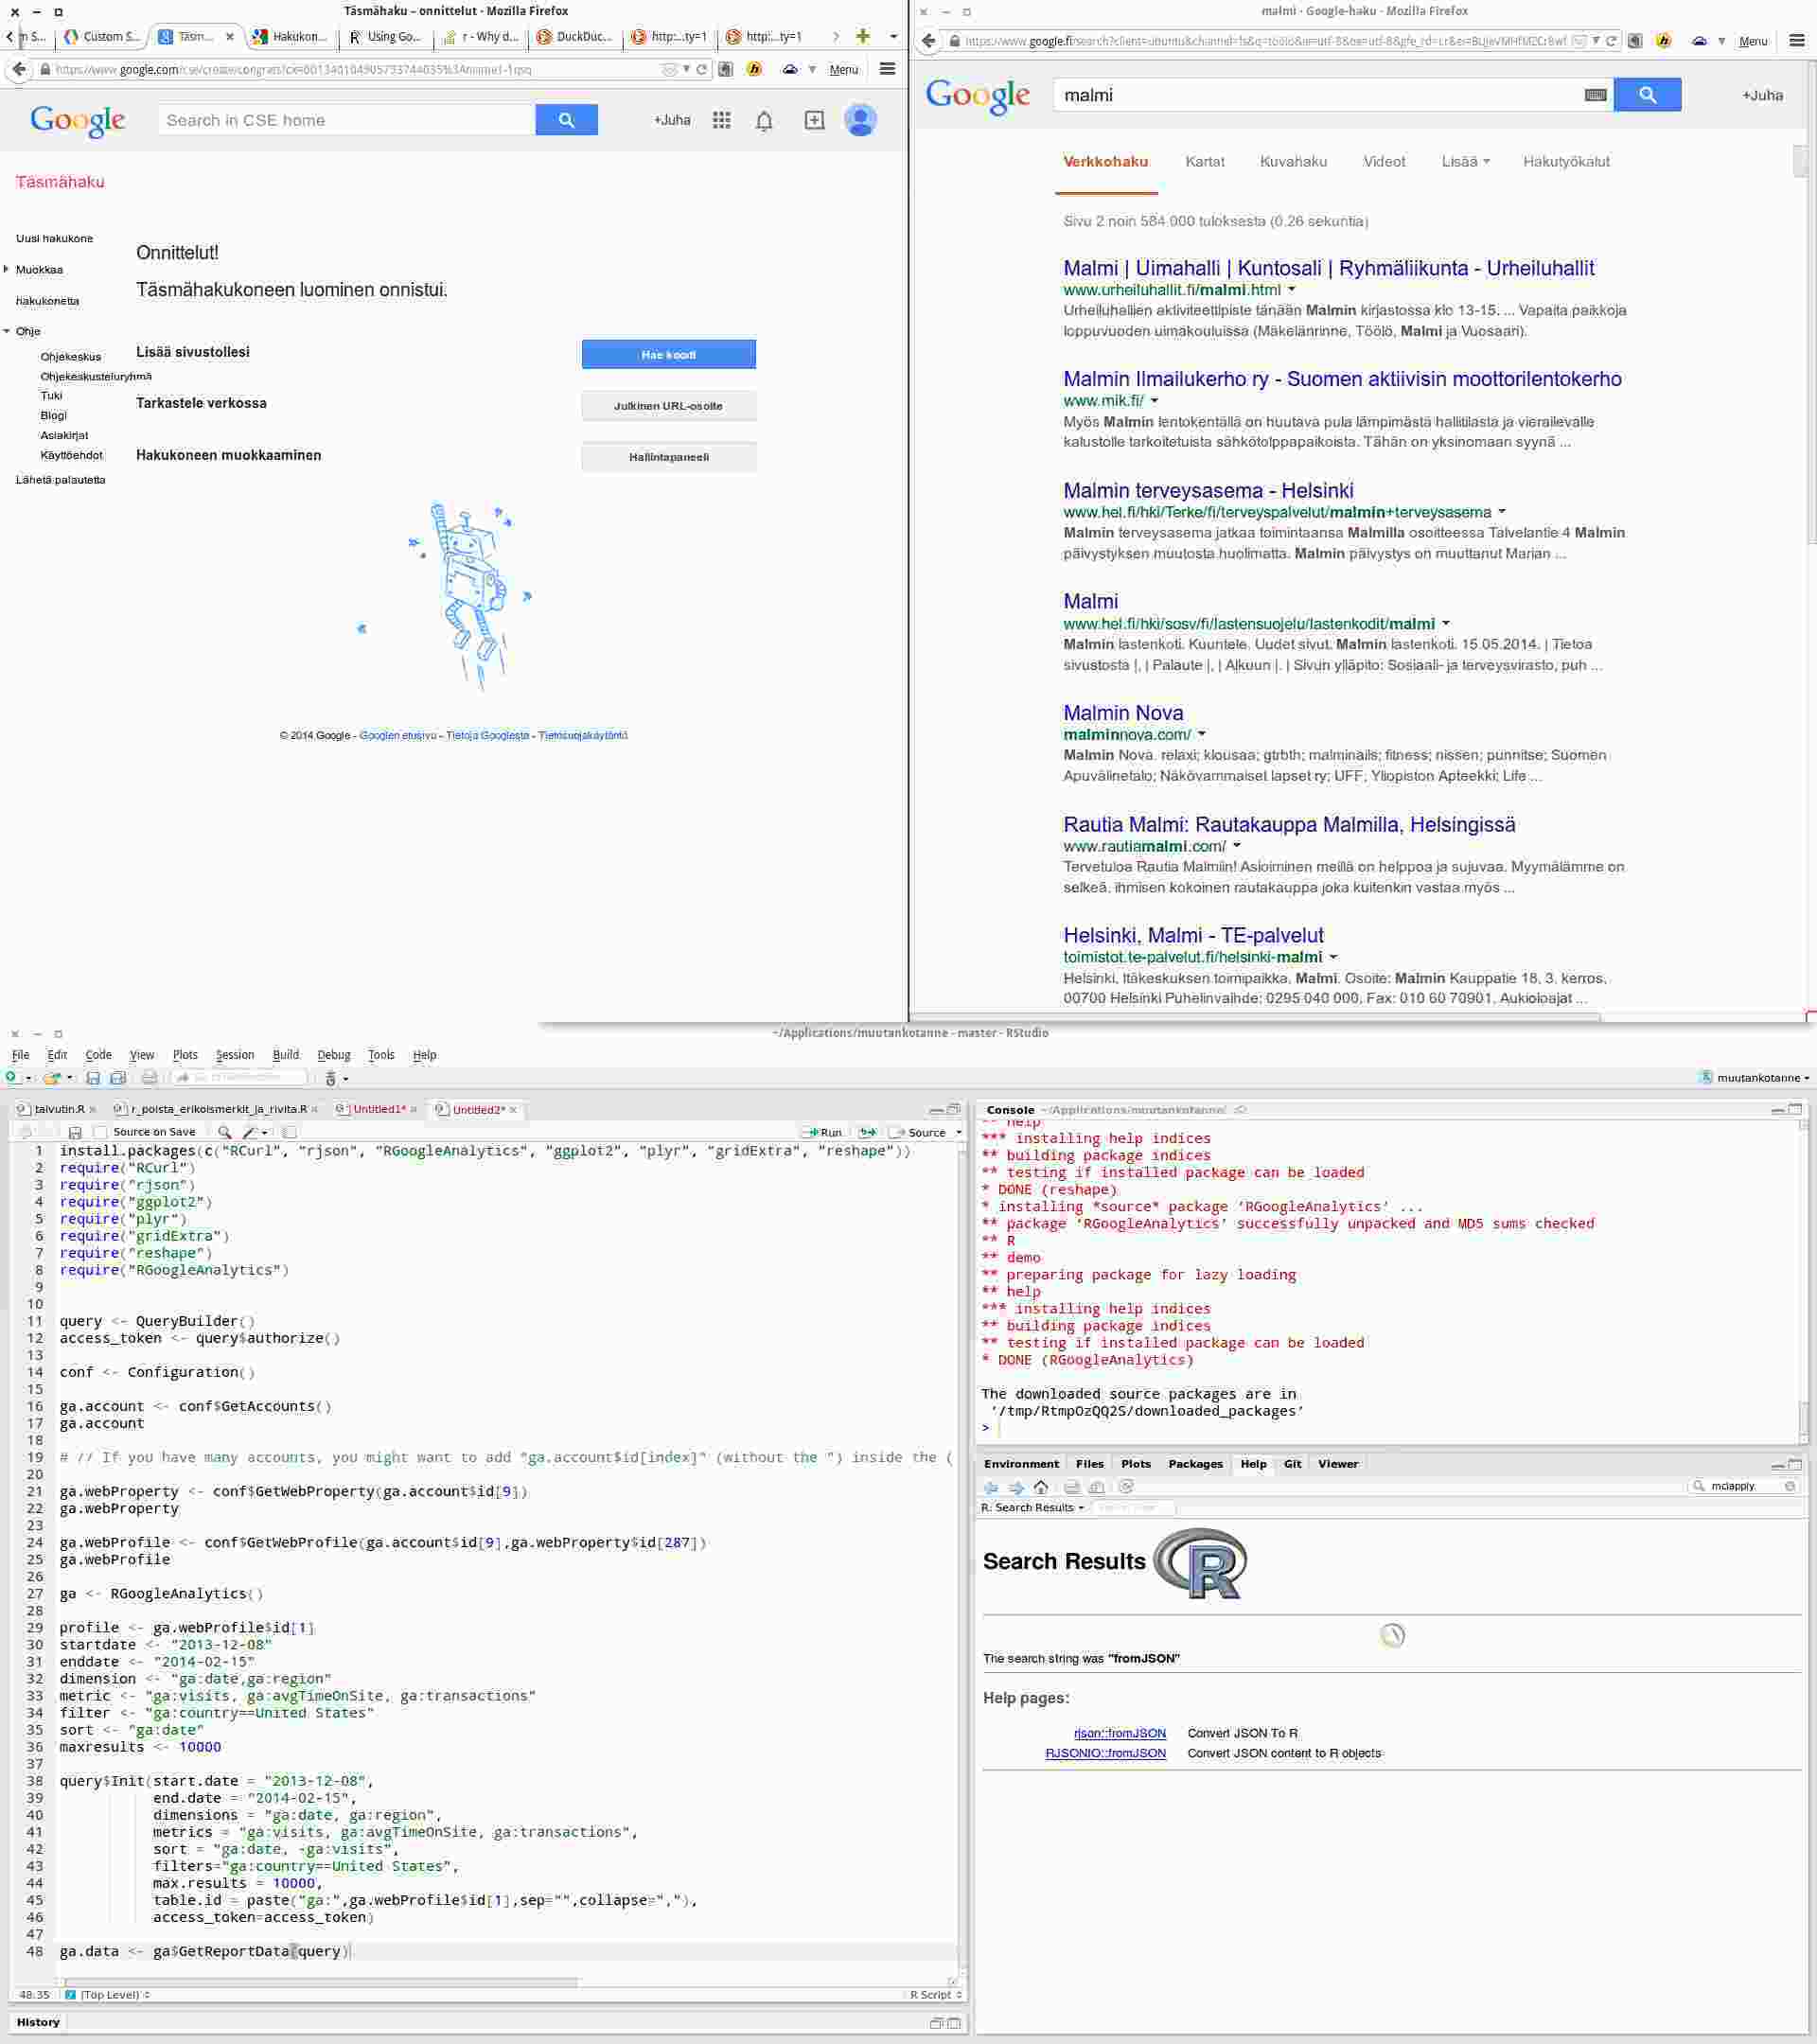 Täsmähaku – onnittelut - Mozilla Firefox
Custom S...
Täsm...
Hakukon...
Using Go...
r - Why d...
DuckDuc...
http:...ty=1
http:...ty=1
Menu
Google
Search in CSE home
+Juha
Täsmähaku
Uusi hakukone
Muokkaa
hakukonetta
Ohje
Ohjekeskus
Ohjekeskusteluryhmä
Tuki
Blogi
Asiakirjat
Käyttöehdot
Lähetä palautetta
Onnittelut!
Täsmähakukoneen luominen onnistui.
Lisää sivustollesi
Hae koodi
Tarkastele verkossa
Julkinen URL-osoite
Hakukoneen muokkaaminen
Hallintapaneeli
© 2014 Google - Googlen etusivu - Tietoja Googlesta - Tietosuojakäytäntö
malmi - Google-haku - Mozilla Firefox
Menu
Google
malmi
+Juha
Verkkohaku Kartat Kuvahaku Videot Lisää Hakutyökalut
Sivu 2 noin 584 000 tuloksesta (0,26 sekuntia)
Malmi | Uimahalli | Kuntosali | Ryhmäliikunta - Urheiluhallit
www.urheiluhallit.fi/malmi.html
Urheiluhallien aktiviteettipiste tänään Malmin kirjastossa klo 13-15. ... Vapaita paikkoja
loppuvuoden uimakouluissa (Mäkelänrinne, Töölö, Malmi ja Vuosaari).
Malmin Ilmailukerho ry - Suomen aktiivisin moottorilentokerho
www.mik.fi/
Myös Malmin lentokentällä on huutava pula lämpimästä hallitilasta ja vieraileválle
kalustolle tarkoitetuista sähkötolppapaikoista. Tähän on yksinomaan syynä ...
Malmin terveysasema - Helsinki
www.hel.fi/hki/Terke/fi/terveyspalvelut/malmin+terveysasema
Malmin terveysasema jatkaa toimintaansa Malmilla osoitteessa Talvelantie 4 Malmin
päivystyksen muutosta huolimatta. Malmin päivystys on muuttanut Marian ...
Malmi
www.hel.fi/hki/sosv/fi/lastensuojelu/lastenkodit/malmi
Malmin lastenkoti. Kuuntele. Uudet sivut. Malmin lastenkoti. 15.05.2014. | Tietoa
sivustosta |. | Palaute |. | Alkuun |. | Sivun ylläpito: Sosiaali- ja terveysvirasto, puh ...
Malmin Nova
malminnova.com/
Malmin Nova. relaxi; klousaa; gtrbth; malminails; fitness; nissen; punnitse; Suomen
Apuvälinetalo; Näkövammaiset lapset ry; UFF, Yliopiston Apteekki; Life ...
Rautia Malmi: Rautakauppa Malmilla, Helsingissä
www.rautiamalmi.com/
Tervetuloa Rautia Malmiin! Asioiminen meillä on helppoa ja sujuvaa. Myymälämme on
selkeä, ihmisen kokoinen rautakauppa joka kuitenkin vastaa myös ...
Helsinki, Malmi - TE-palvelut
toimistot.te-palvelut.fi/helsinki-malmi
Helsinki, Itäkeskuksen toimipaikka, Malmi. Osoite: Malmin Kauppatie 18, 3. kerros,
00700 Helsinki Puhelinvaihde: 0295 040 000, Fax: 010 60 70901, Aukioloajat ...
~/Applications/muutankotanne - master - RStudio
File Edit Code View Plots Session Build Debug Tools Help
muutankotanne
talvutin.R
r_poista_erikoismerkit_ja_rivita.R
Untitled1*
Untitled2*
Source on Save
Run
Source
1 install.packages(c("RCurl", "rjson", "RGoogleAnalytics", "ggplot2", "plyr", "gridExtra", "reshape"))
2 require("RCurl")
3 require("rjson")
4 require("ggplot2")
5 require("plyr")
6 require("gridExtra")
7 require("reshape")
8 require("RGoogleAnalytics")
9
10
11 query <- QueryBuilder()
12 access_token <- query$authorize()
13
14 conf <- Configuration()
15
16 ga.account <- conf$GetAccounts()
17 ga.account
18
19 # // If you have many accounts, you might want to add "ga.account$id[index]" (without the ") inside the (
20
21 ga.webProperty <- conf$GetWebProperty(ga.account$id[9])
22 ga.webProperty
23
24 ga.webProfile <- conf$GetWebProfile(ga.account$id[9],ga.webProperty$id[287])
25 ga.webProfile
26
27 ga <- RGoogleAnalytics()
28
29 profile <- ga.webProfile$id[1]
30 startdate <- "2013-12-08"
31 enddate <- "2014-02-15"
32 dimension <- "ga:date,ga:region"
33 metric <- "ga:visits, ga:avgTimeOnSite, ga:transactions"
34 filter <- "ga:country==United States"
35 sort <- "ga:date"
36 maxresults <- 10000
37
38 query$Init(start.date = "2013-12-08",
39 end.date = "2014-02-15",
40 dimensions = "ga:date, ga:region",
41 metrics = "ga:visits, ga:avgTimeOnSite, ga:transactions",
42 sort = "ga:date, -ga:visits",
43 filters="ga:country==United States",
44 max.results = 10000,
45 table.id = paste("ga:",ga.webProfile$id[1],sep="",collapse=","),
46 access_token=access_token)
47
48 ga.data <- ga$GetReportData(query)
48:35 (Top Level) R Script
History
Console ~/Applications/muutankotanne/
** help
*** installing help indices
** building package indices
** testing if installed package can be loaded
* DONE (reshape)
* installing *source* package ‘RGoogleAnalytics’ ...
** package ‘RGoogleAnalytics’ successfully unpacked and MD5 sums checked
** R
** demo
** preparing package for lazy loading
** help
*** installing help indices
** building package indices
** testing if installed package can be loaded
* DONE (RGoogleAnalytics)
The downloaded source packages are in
‘/tmp/RtmpOzQQ2S/downloaded_packages’
>
Environment Files Plots Packages Help Git Viewer
mclapply
R: Search Results
Search Results
R
The search string was "fromJSON"
Help pages:
rjson::fromJSON Convert JSON To R
RJSONIO::fromJSON Convert JSON content to R objects